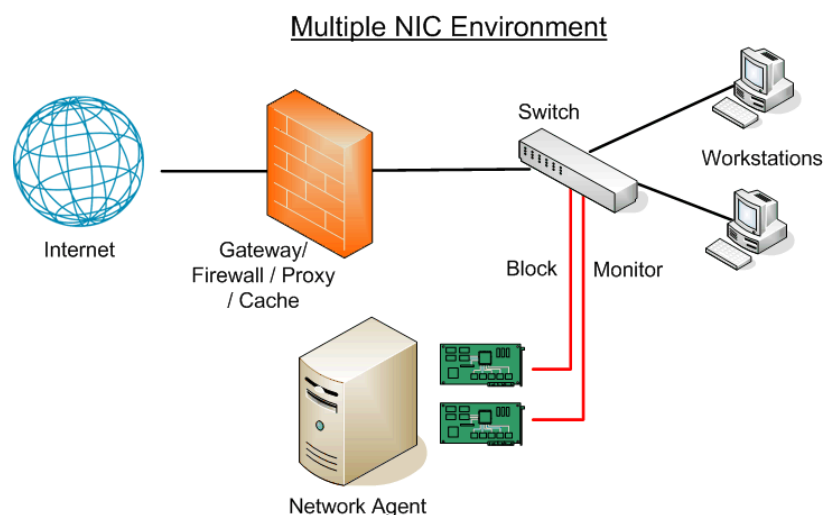 Multiple NIC Environment
Switch
Workstations
Internet
Gateway/
Firewall / Proxy
/ Cache
Block
Monitor
Network Agent